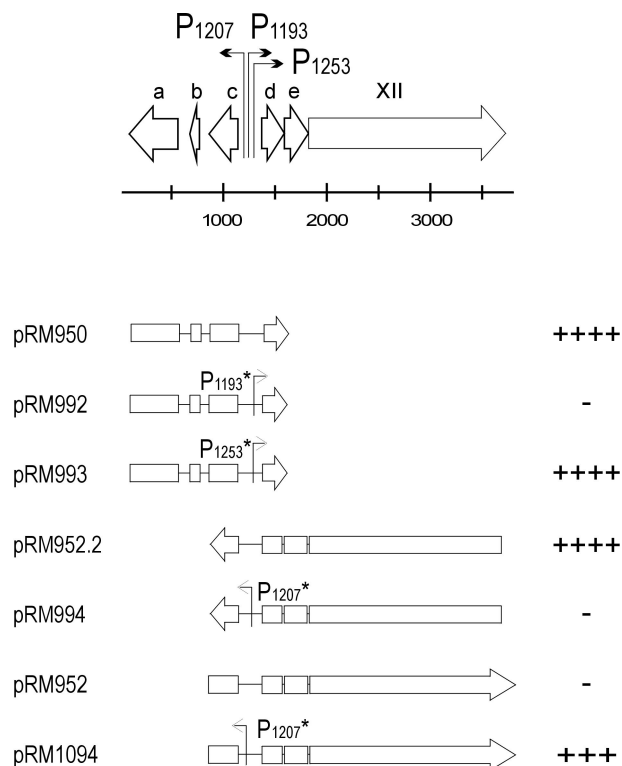 P1207 P1193
P1253
a b c d e XII
1000 2000 3000
pRM950 ++++
P1193*
pRM992 -
P1253*
pRM993 ++++
pRM952.2 ++++
P1207*
pRM994 -
pRM952 -
P1207*
pRM1094 +++